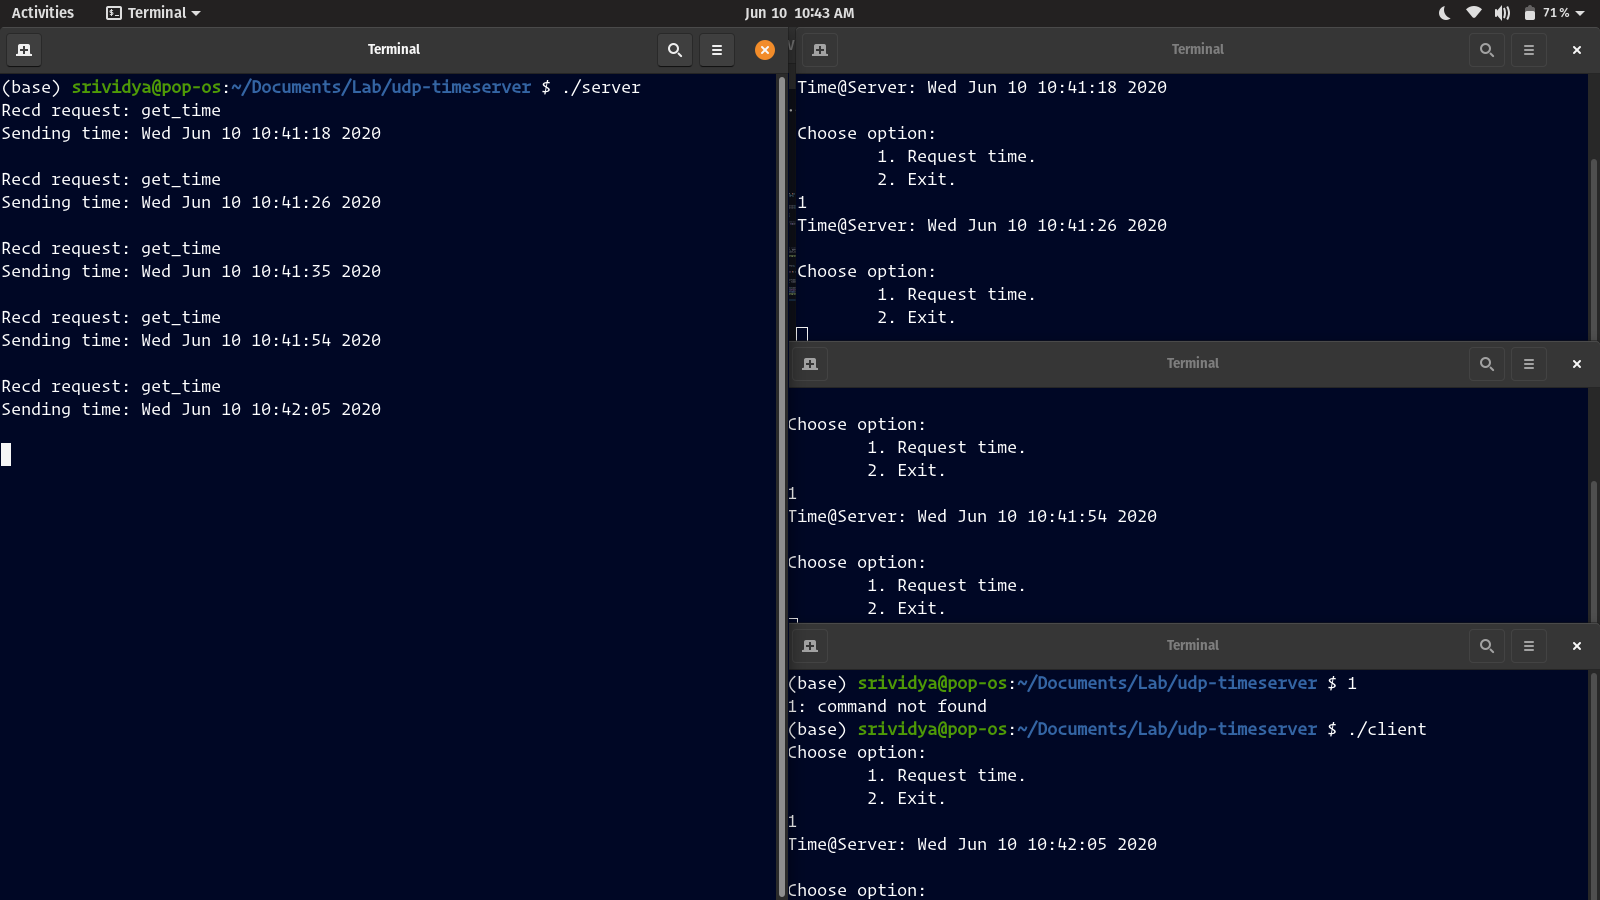 Activities
Terminal
Jun 10 10:43 AM
71 %
Terminal
(base) srividya@pop-os:~/Documents/Lab/udp-timeserver $ ./server
Recd request: get_time
Sending time: Wed Jun 10 10:41:18 2020
Recd request: get_time
Sending time: Wed Jun 10 10:41:26 2020
Recd request: get_time
Sending time: Wed Jun 10 10:41:35 2020
Recd request: get_time
Sending time: Wed Jun 10 10:41:54 2020
Recd request: get_time
Sending time: Wed Jun 10 10:42:05 2020
Terminal
Time@Server: Wed Jun 10 10:41:18 2020
Choose option:
1. Request time.
2. Exit.
1
Time@Server: Wed Jun 10 10:41:26 2020
Choose option:
1. Request time.
2. Exit.
Terminal
Choose option:
1. Request time.
2. Exit.
1
Time@Server: Wed Jun 10 10:41:54 2020
Choose option:
1. Request time.
2. Exit.
Terminal
(base) srividya@pop-os:~/Documents/Lab/udp-timeserver $ 1
1: command not found
(base) srividya@pop-os:~/Documents/Lab/udp-timeserver $ ./client
Choose option:
1. Request time.
2. Exit.
1
Time@Server: Wed Jun 10 10:42:05 2020
Choose option: